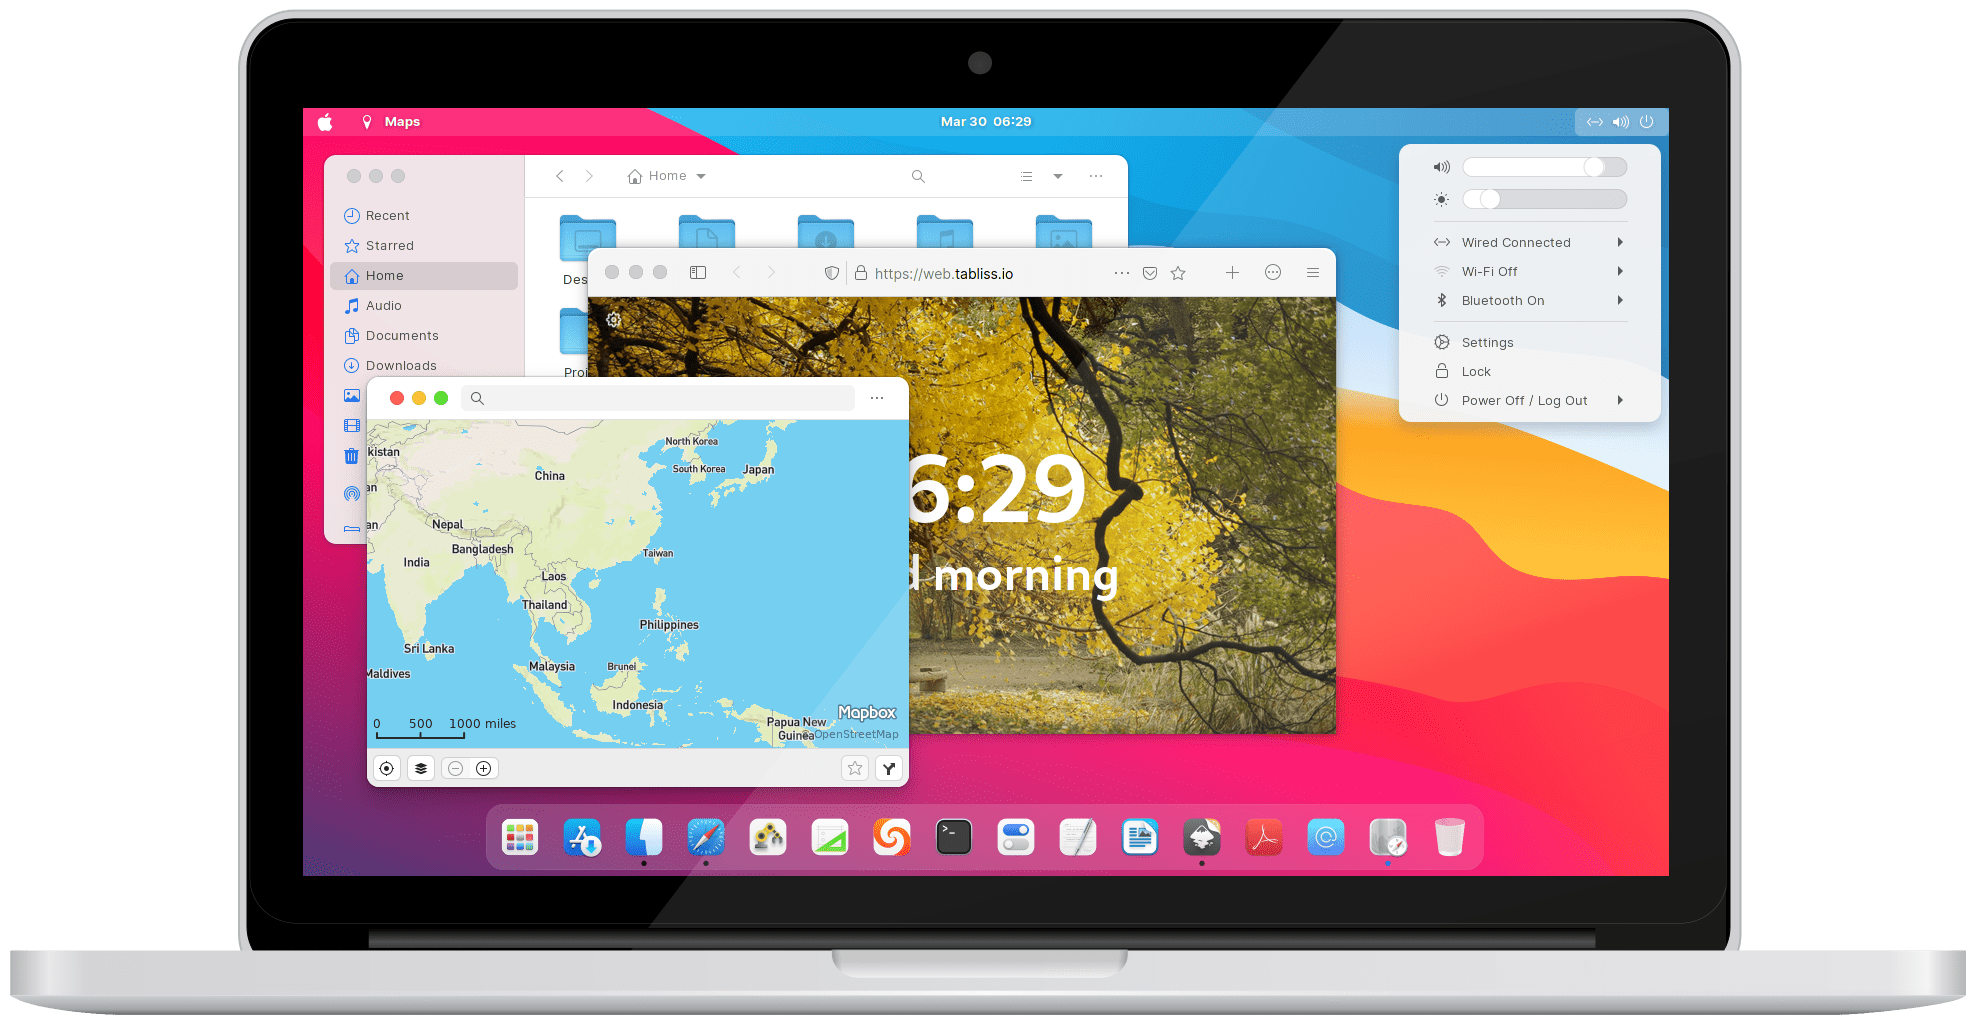 Maps
Mar 30 06:29
Home
Recent
Starred
Home
Audio
Documents
Downloads
https://web.tabliss.io
6:29
morning
North Korea
South Korea
Japan
China
Nepal
Bangladesh
India
Taiwan
Laos
Thailand
Philippines
Sri Lanka
Maldives
Malaysia
Brunei
Indonesia
Papua New
Guinea
Mapbox
OpenStreetMap
0 500 1000 miles
Wired Connected
Wi-Fi Off
Bluetooth On
Settings
Lock
Power Off / Log Out